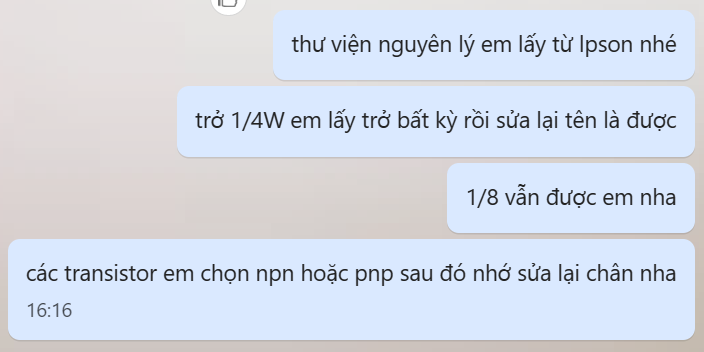 thư viện nguyên lý em lấy từ lpson nhé
trở 1/4W em lấy trở bất kỳ rồi sửa lại tên là được
1/8 vẫn được em nha
các transistor em chọn npn hoặc pnp sau đó nhớ sửa lại chân nha
16:16